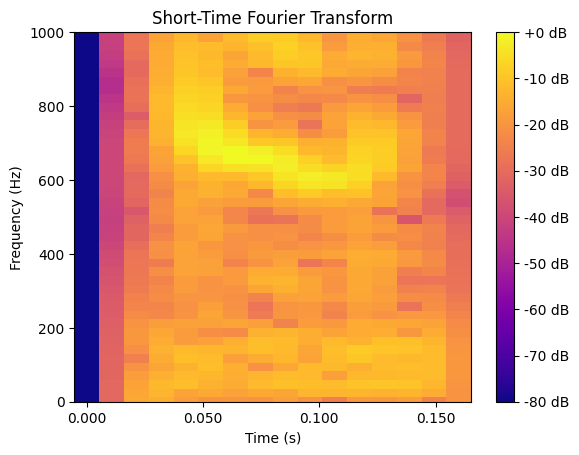 Short-Time Fourier Transform
1000
800
600
400
200
0
Frequency (Hz)
0.000
0.050
0.100
0.150
Time (s)
+0 dB
-10 dB
-20 dB
-30 dB
-40 dB
-50 dB
-60 dB
-70 dB
-80 dB